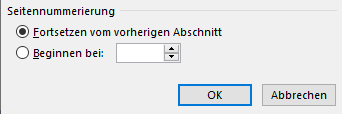 Seitennummerierung
Fortsetzen vom vorherigen Abschnitt
Beginnen bei:
OK Abbrechen